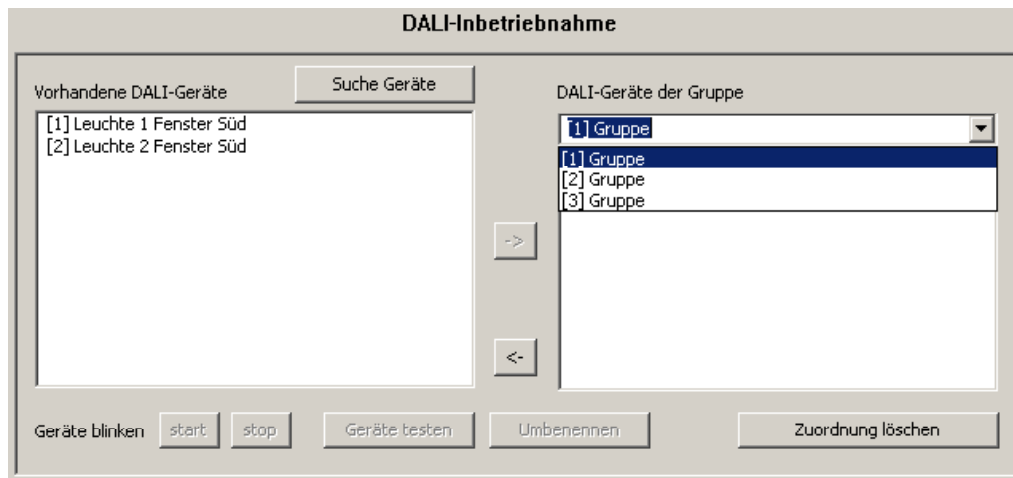 DALI-Inbetriebnahme
Vorhandene DALI-Geräte
Suche Geräte
[1] Leuchte 1 Fenster Süd
[2] Leuchte 2 Fenster Süd
DALI-Geräte der Gruppe
[1] Gruppe
[1] Gruppe
[2] Gruppe
[3] Gruppe
->
<-
Geräte blinken
start
stop
Geräte testen
Umbenennen
Zuordnung löschen